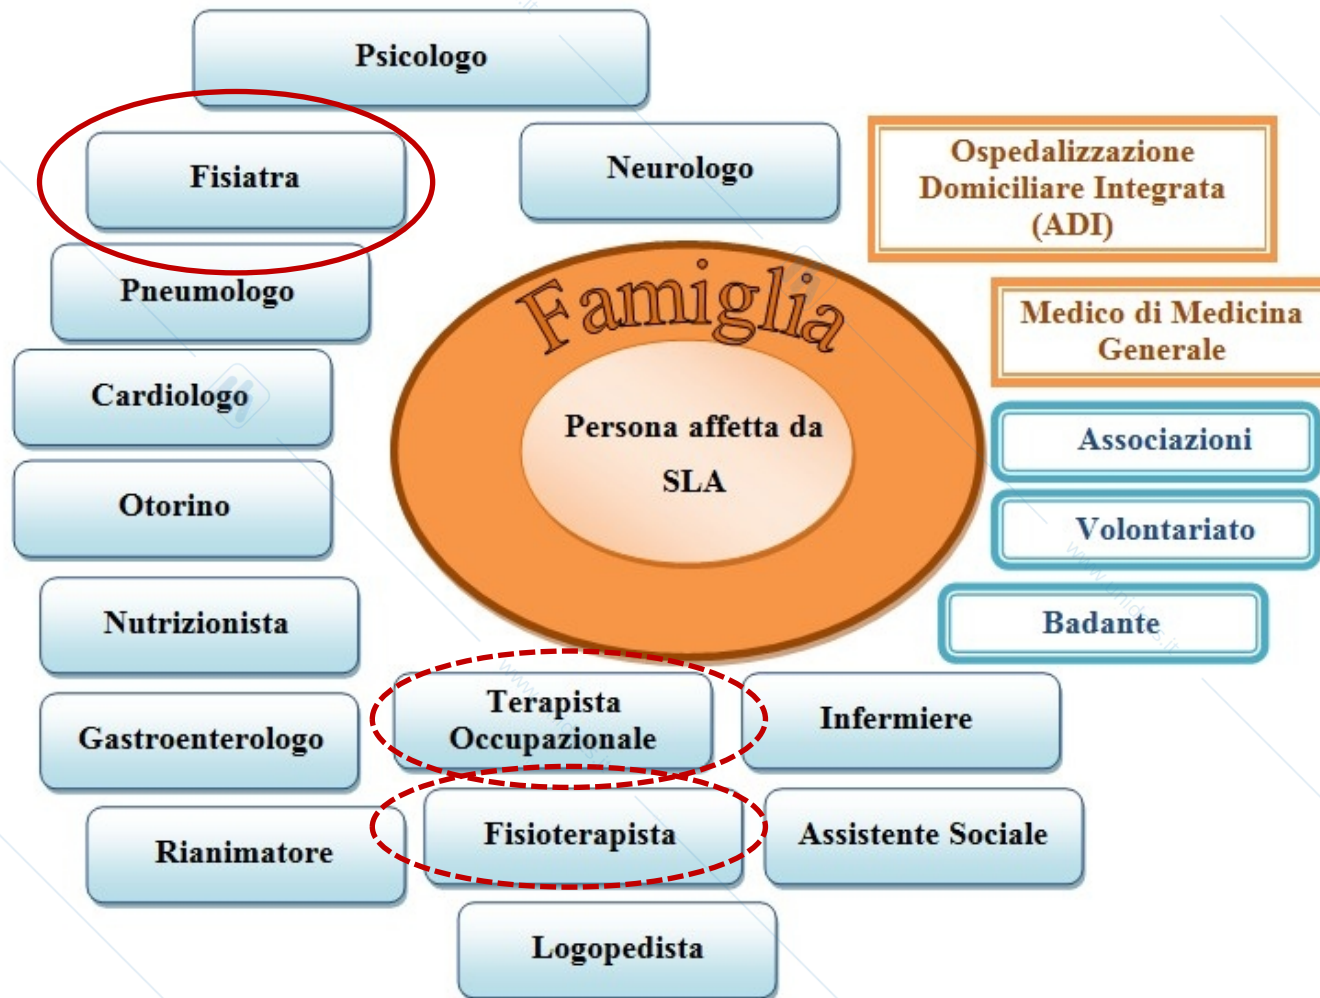 Psicologo
Fisiatra
Neurologo
Ospedalizzazione
Domiciliare Integrata
(ADI)
Pneumologo
Famiglia
Medico di Medicina
Generale
Cardiologo
Persona affetta da
SLA
Associazioni
Otorino
Volontariato
Nutrizionista
Badante
Terapista
Occupazionale
Infermiere
Gastroenterologo
Fisioterapista
Assistente Sociale
Rianimatore
Logopedista